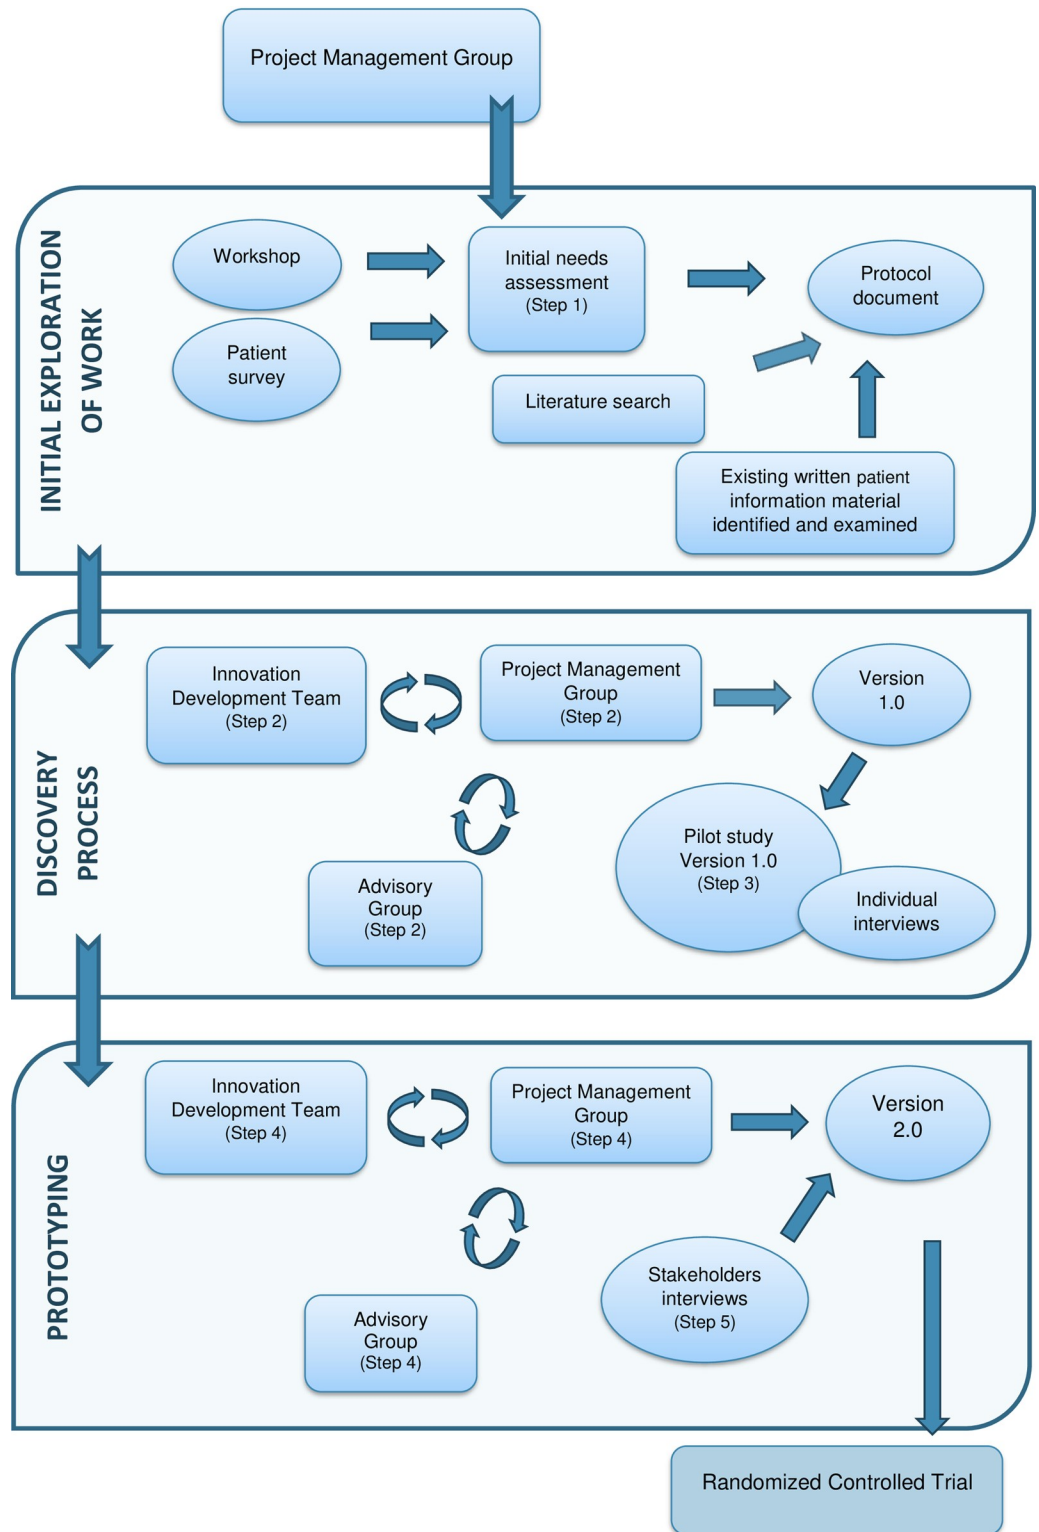 Project Management Group
INITIAL EXPLORATION
OF WORK
Workshop
Patient
survey
Initial needs
assessment
(Step 1)
Protocol
document
Literature search
Existing written patient
information material
identified and examined
DISCOVERY
PROCESS
Innovation
Development Team
(Step 2)
Project Management
Group
(Step 2)
Version
1.0
Advisory
Group
(Step 2)
Pilot study
Version 1.0
(Step 3)
Individual
interviews
PROTOTYPING
Innovation
Development Team
(Step 4)
Project Management
Group
(Step 4)
Version
2.0
Advisory
Group
(Step 4)
Stakeholders
interviews
(Step 5)
Randomized Controlled Trial